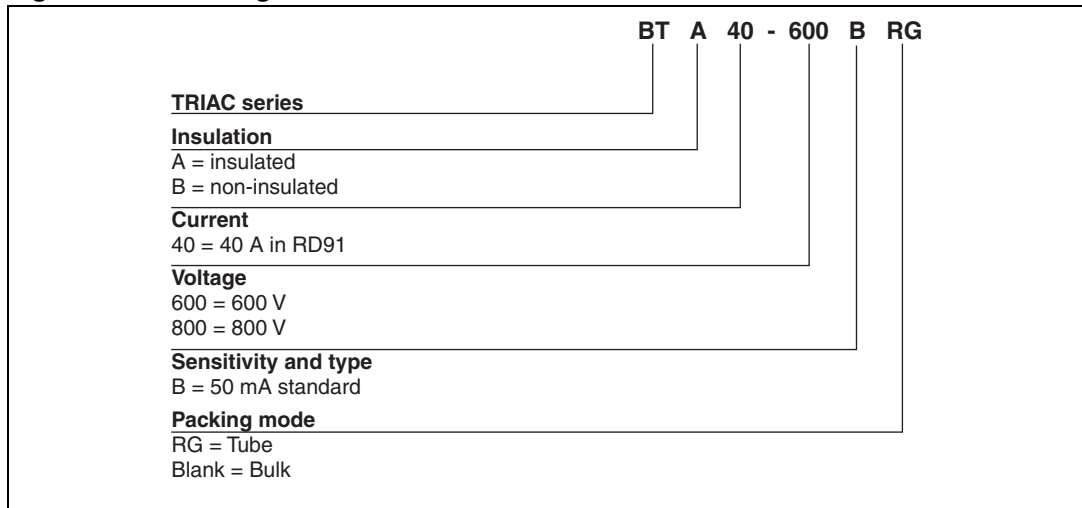 BT A 40 - 600 B RG
TRIAC series
Insulation
A = insulated
B = non-insulated
Current
40 = 40 A in RD91
Voltage
600 = 600 V
800 = 800 V
Sensitivity and type
B = 50 mA standard
Packing mode
RG = Tube
Blank = Bulk